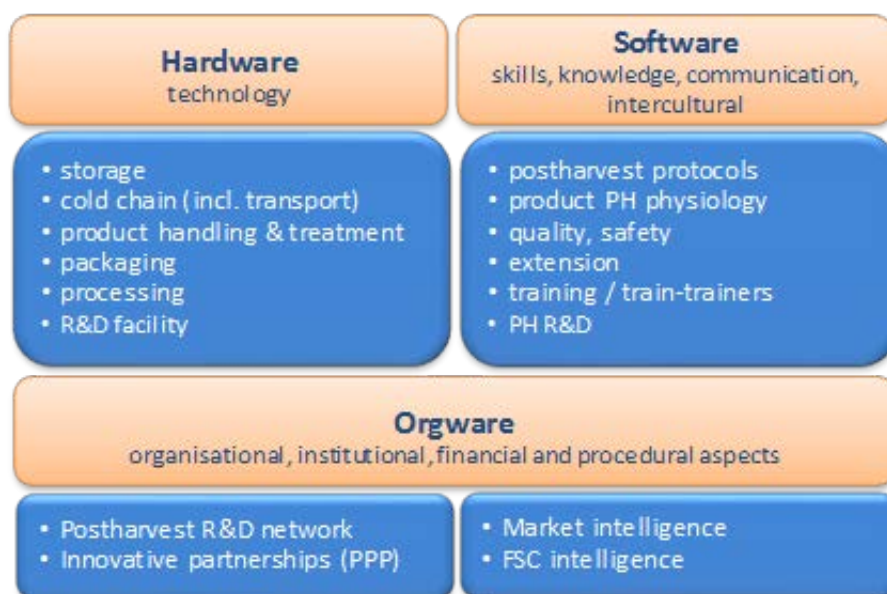 Hardware
technology
• storage
• cold chain (incl. transport)
• product handling & treatment
• packaging
• processing
• R&D facility
Software
skills, knowledge, communication,
intercultural
• postharvest protocols
• product PH physiology
• quality, safety
• extension
• training / train-trainers
• PH R&D
Orgware
organisational, institutional, financial and procedural aspects
• Postharvest R&D network
• Innovative partnerships (PPP)
• Market intelligence
• FSC intelligence